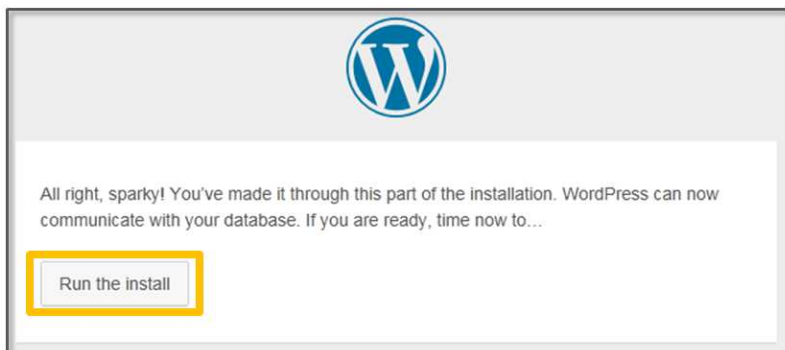 All right, sparky! You've made it through this part of the installation. WordPress can now
communicate with your database. If you are ready, time now to…
Run the install